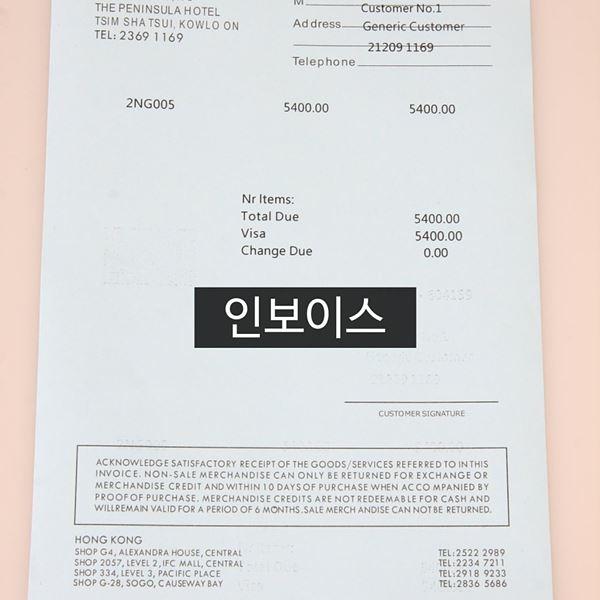 THE PENINSULA HOTEL
TSIM SHA TSUI, KOWLO ON
TEL: 2369 1169
M
Customer No.1
Address Generic Customer
21209 1169
Telephone
2NG005 5400.00 5400.00
Nr Items:
Total Due 5400.00
Visa 5400.00
Change Due 0.00
인보이스
CUSTOMER SIGNATURE
ACKNOWLEDGE SATISFACTORY RECEIPT OF THE GOODS/SERVICES REFERRED TO IN THIS
INVOICE. NON-SALE MERCHANDISE CAN ONLY BE RETURNED FOR EXCHANGE OR
MERCHANDISE CREDIT AND WITHIN 10 DAYS OF PURCHASE WHEN ACCO MPANIED BY
PROOF OF PURCHASE. MERCHANDISE CREDITS ARE NOT REDEEMABLE FOR CASH AND
WILLREMAIN VALID FOR A PERIOD OF 6 MONTHS.SALE MERCH ANDISE CAN NOT BE RETURNED.
HONG KONG
SHOP G4, ALEXANDRA HOUSE, CENTRAL TEL:2522 2989
SHOP 2057, LEVEL 2, IFC MALL, CENTRAL TEL:2234 7211
SHOP 334, LEVEL 3, PACIFIC PLACE TEL:2918 9233
SHOP G-28, SOGO, CAUSEWAY BAY TEL:2836 5686